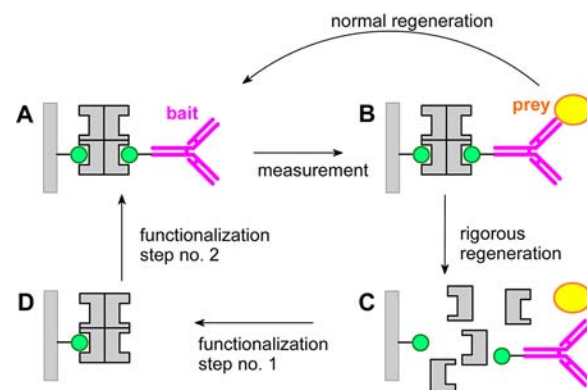 normal regeneration
A
bait
B
prey
measurement
functionalization
step no. 2
rigorous
regeneration
D
C
functionalization
step no. 1